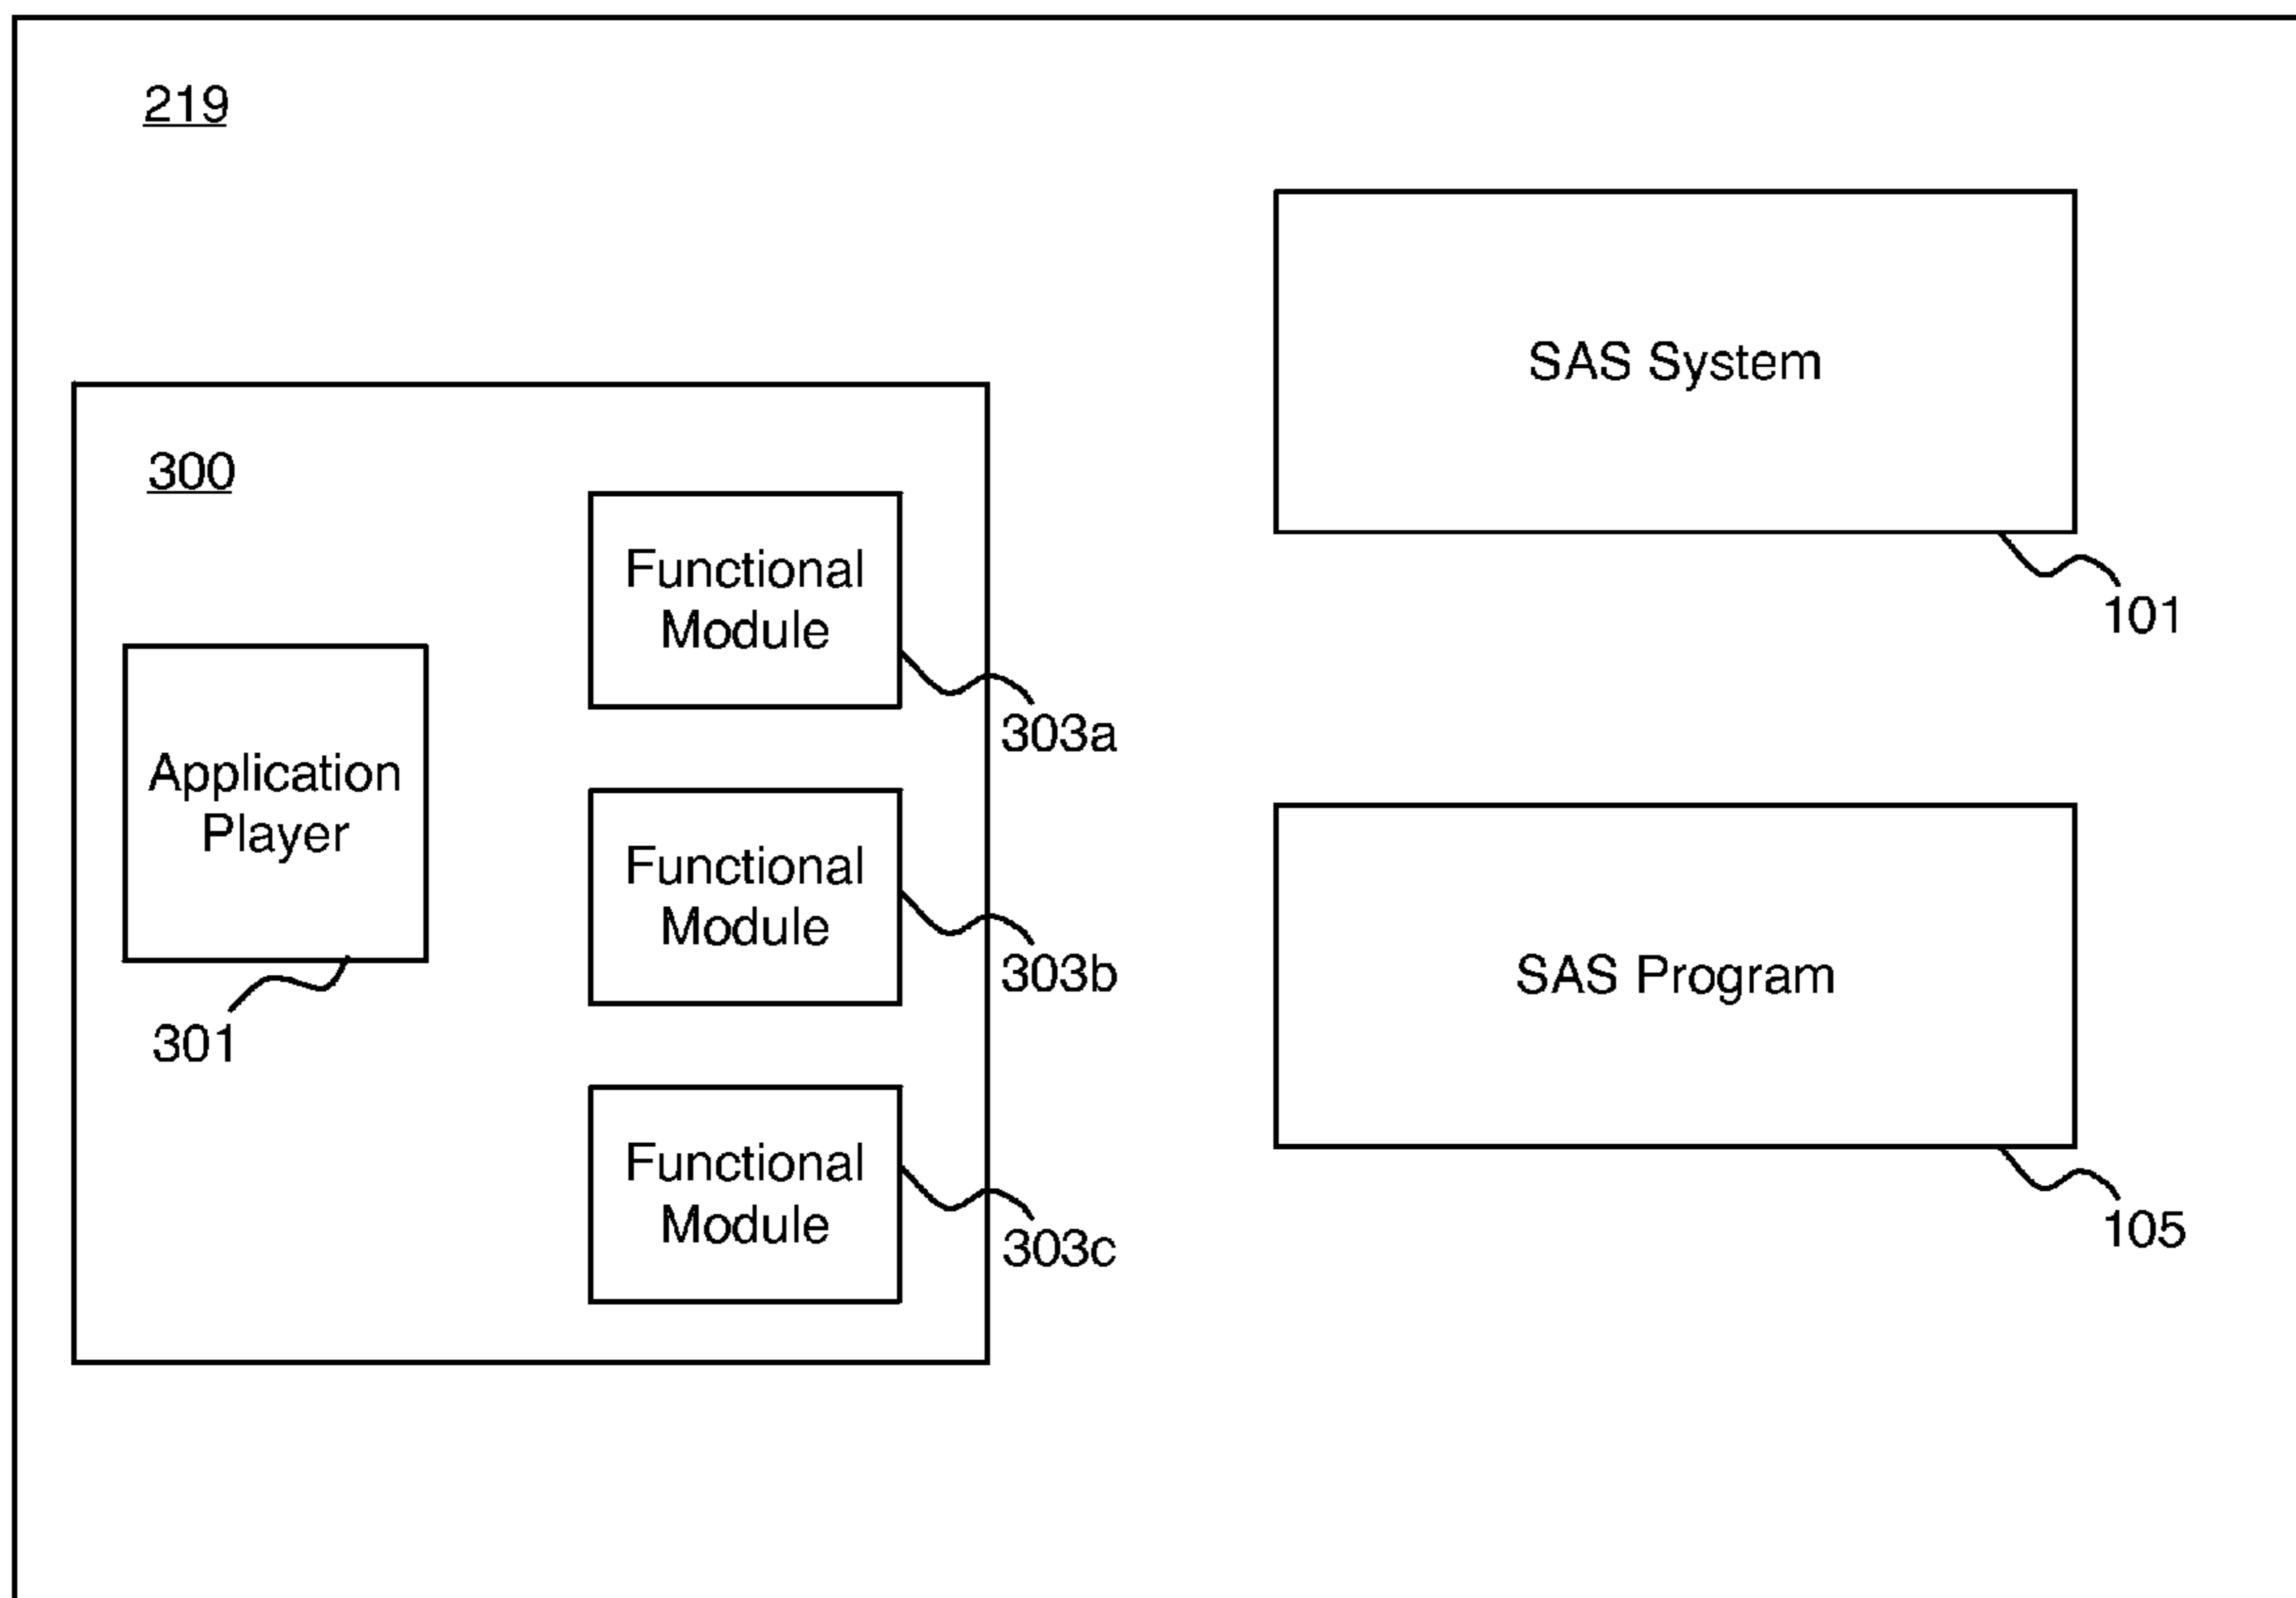 219
SAS System
101
300
Functional
Module
303a
Application
Player
301
Functional
Module
303b
Functional
Module
303c
SAS Program
105